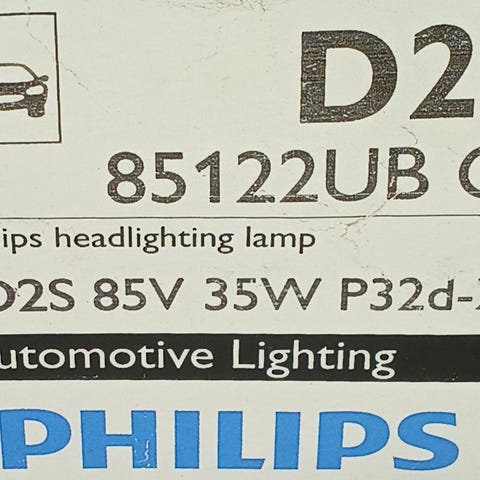 D2
85122UB C
ips headlighting lamp
D2S 85V 35W P32d-
utomotive Lighting
PHILIPS